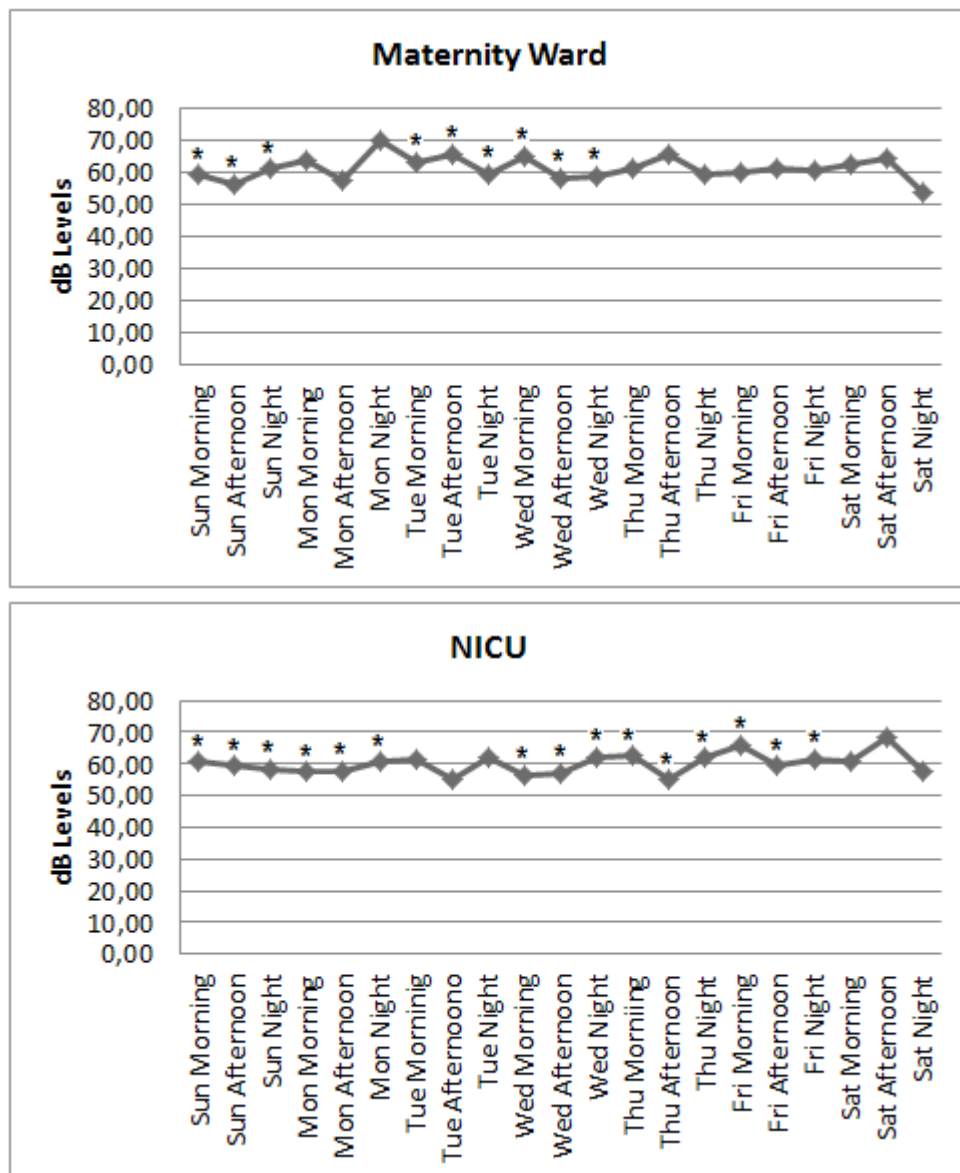 Maternity Ward
80,00
70,00
60,00
50,00
40,00
30,00
20,00
10,00
0,00
dB Levels
* * * * * * * * *
Sun Morning
Sun Afternoon
Sun Night
Mon Morning
Mon Afternoon
Mon Night
Tue Morning
Tue Afternoon
Tue Night
Wed Morning
Wed Afternoon
Wed Night
Thu Morning
Thu Afternoon
Thu Night
Fri Morning
Fri Afternoon
Fri Night
Sat Morning
Sat Afternoon
Sat Night
NICU
80,00
70,00
60,00
50,00
40,00
30,00
20,00
10,00
0,00
dB Levels
* * * * * * * * * * * * * * *
Sun Morning
Sun Afternoon
Sun Night
Mon Morning
Mon Afternoon
Mon Night
Tue Morninig
Tue Afternoono
Tue Night
Wed Morning
Wed Afternoon
Wed Night
Thu Morniing
Thu Afternoon
Thu Night
Fri Morning
Fri Afternoon
Fri Night
Sat Morning
Sat Afternoon
Sat Night